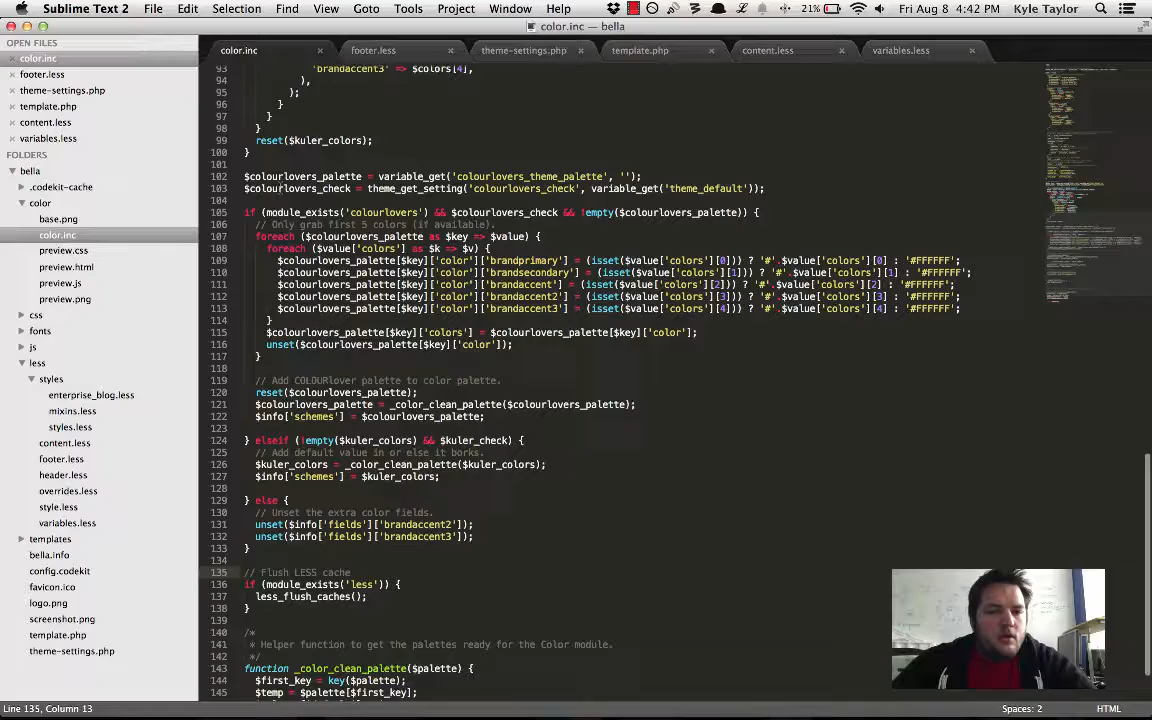 Sublime Text 2 File Edit Selection Find View Goto Tools Project Window Help 21% Fri Aug 8 4:42 PM Kyle Taylor
color.inc — bella
OPEN FILES
color.inc
footer.less
theme-settings.php
template.php
content.less
variables.less
FOLDERS
bella
.codekit-cache
color
base.png
color.inc
preview.css
preview.html
preview.js
preview.png
css
fonts
js
less
styles
enterprise_blog.less
mixins.less
styles.less
content.less
footer.less
header.less
overrides.less
style.less
variables.less
templates
bella.info
config.codekit
favicon.ico
logo.png
screenshot.png
template.php
theme-settings.php
color.inc footer.less theme-settings.php template.php content.less variables.less
93 'brandaccent3' => $colors[4],
94 ),
95 );
96 }
97 }
98 }
99 reset($kuler_colors);
100 }
101
102 $colourlovers_palette = variable_get('colourlovers_theme_palette', '');
103 $colourlovers_check = theme_get_setting('colourlovers_check', variable_get('theme_default'));
104
105 if (module_exists('colourlovers') && $colourlovers_check && !empty($colourlovers_palette)) {
106 // Only grab first 5 colors (if available).
107 foreach ($colourlovers_palette as $key => $value) {
108 foreach ($value['colors'] as $k => $v) {
109 $colourlovers_palette[$key]['color']['brandprimary'] = (isset($value['colors'][0])) ? '#'.$value['colors'][0] : '#FFFFFF';
110 $colourlovers_palette[$key]['color']['brandsecondary'] = (isset($value['colors'][1])) ? '#'.$value['colors'][1] : '#FFFFFF';
111 $colourlovers_palette[$key]['color']['brandaccent'] = (isset($value['colors'][2])) ? '#'.$value['colors'][2] : '#FFFFFF';
112 $colourlovers_palette[$key]['color']['brandaccent2'] = (isset($value['colors'][3])) ? '#'.$value['colors'][3] : '#FFFFFF';
113 $colourlovers_palette[$key]['color']['brandaccent3'] = (isset($value['colors'][4])) ? '#'.$value['colors'][4] : '#FFFFFF';
114 }
115 $colourlovers_palette[$key]['colors'] = $colourlovers_palette[$key]['color'];
116 unset($colourlovers_palette[$key]['color']);
117 }
118
119 // Add COLOURlover palette to color palette.
120 reset($colourlovers_palette);
121 $colourlovers_palette = _color_clean_palette($colourlovers_palette);
122 $info['schemes'] = $colourlovers_palette;
123
124 } elseif (!empty($kuler_colors) && $kuler_check) {
125 // Add default value in or else it borks.
126 $kuler_colors = _color_clean_palette($kuler_colors);
127 $info['schemes'] = $kuler_colors;
128
129 } else {
130 // Unset the extra color fields.
131 unset($info['fields']['brandaccent2']);
132 unset($info['fields']['brandaccent3']);
133 }
134
135 // Flush LESS cache
136 if (module_exists('less')) {
137 less_flush_caches();
138 }
139
140 /*
141 * Helper function to get the palettes ready for the Color module.
142 */
143 function _color_clean_palette($palette) {
144 $first_key = key($palette);
145 $temp = $palette[$first_key];
Line 135, Column 13 Spaces: 2 HTML